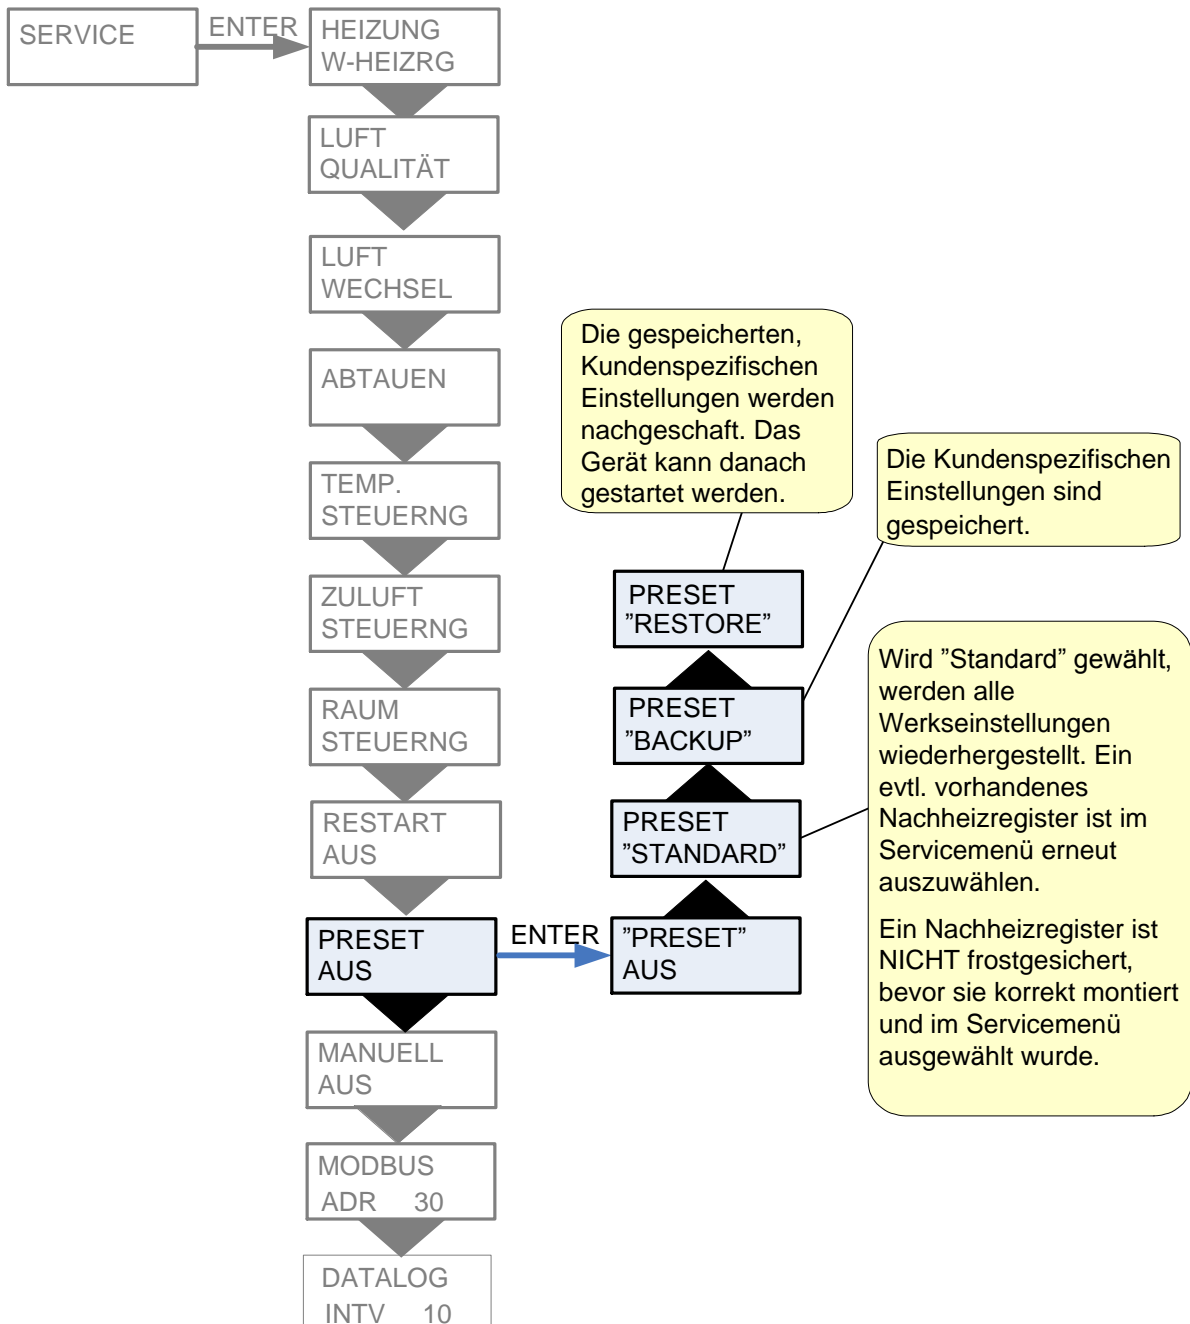 SERVICE
ENTER
HEIZUNG
W-HEIZRG
LUFT
QUALITÄT
LUFT
WECHSEL
ABTAUEN
TEMP.
STEUERNG
ZULUFT
STEUERNG
RAUM
STEUERNG
RESTART
AUS
PRESET
AUS
ENTER
"PRESET"
AUS
MANUELL
AUS
MODBUS
ADR 30
DATALOG
INTV 10
Die gespeicherten,
Kundenspezifischen
Einstellungen werden
nachgeschaft. Das
Gerät kann danach
gestartet werden.
PRESET
”RESTORE”
Die Kundenspezifischen
Einstellungen sind
gespeichert.
PRESET
”BACKUP”
PRESET
”STANDARD”
Wird ”Standard” gewählt,
werden alle
Werkseinstellungen
wiederhergestellt. Ein
evtl. vorhandenes
Nachheizregister ist im
Servicemenü erneut
auszuwählen.
Ein Nachheizregister ist
NICHT frostgesichert,
bevor sie korrekt montiert
und im Servicemenü
ausgewählt wurde.